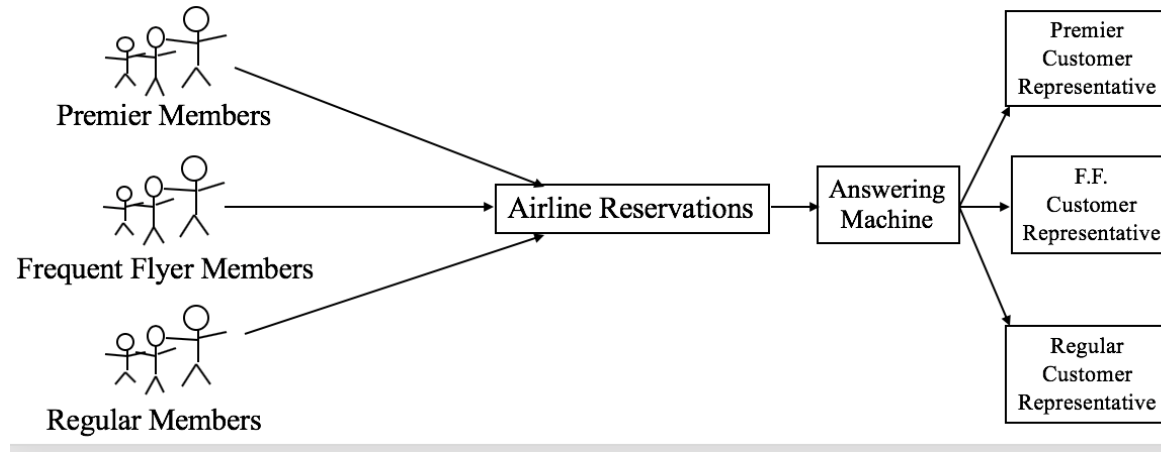 Premier Members
Frequent Flyer Members
Regular Members
Airline Reservations
Answering
Machine
Premier
Customer
Representative
F.F.
Customer
Representative
Regular
Customer
Representative